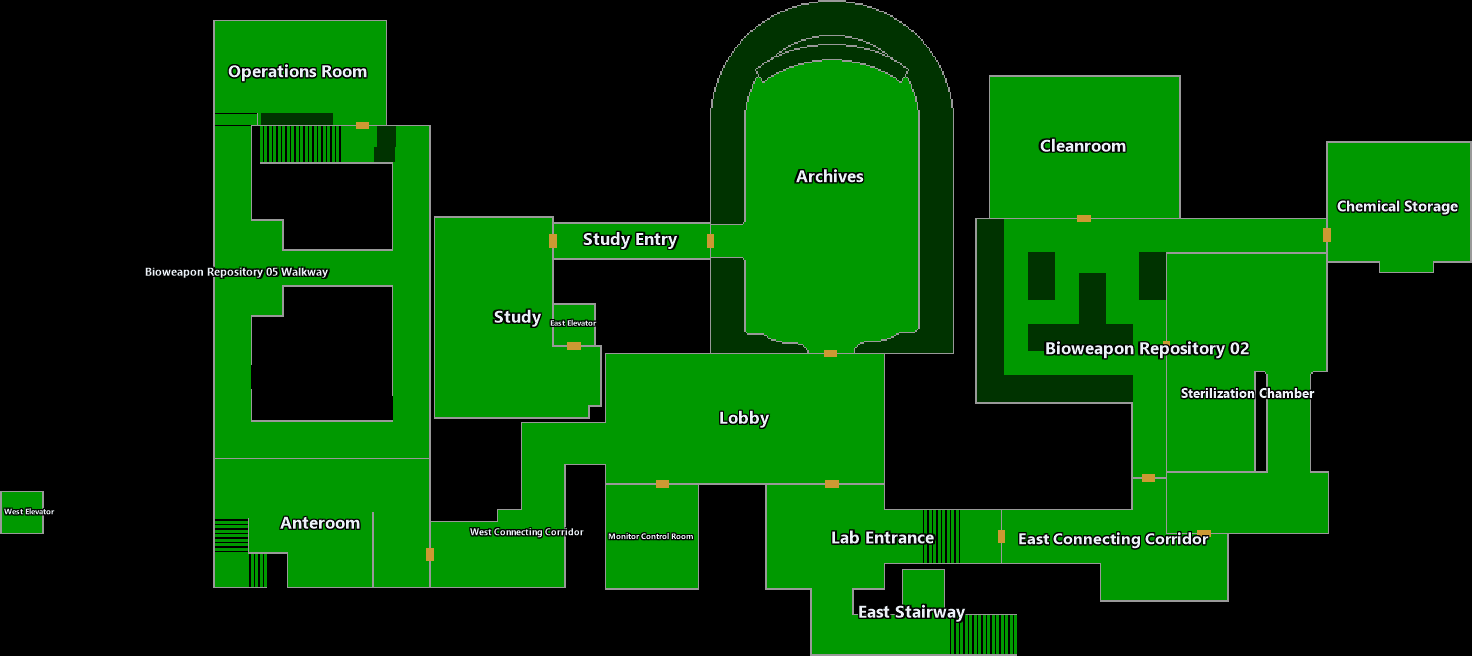 Operations Room
Cleanroom
Archives
Chemical Storage
Study Entry
Bioweapon Repository 05 Walkway
Study
East Elevator
Bioweapon Repository 02
Sterilization Chamber
Lobby
West Elevator
Anteroom
West Connecting Corridor
Monitor Control Room
Lab Entrance
East Connecting Corridor
East Stairway